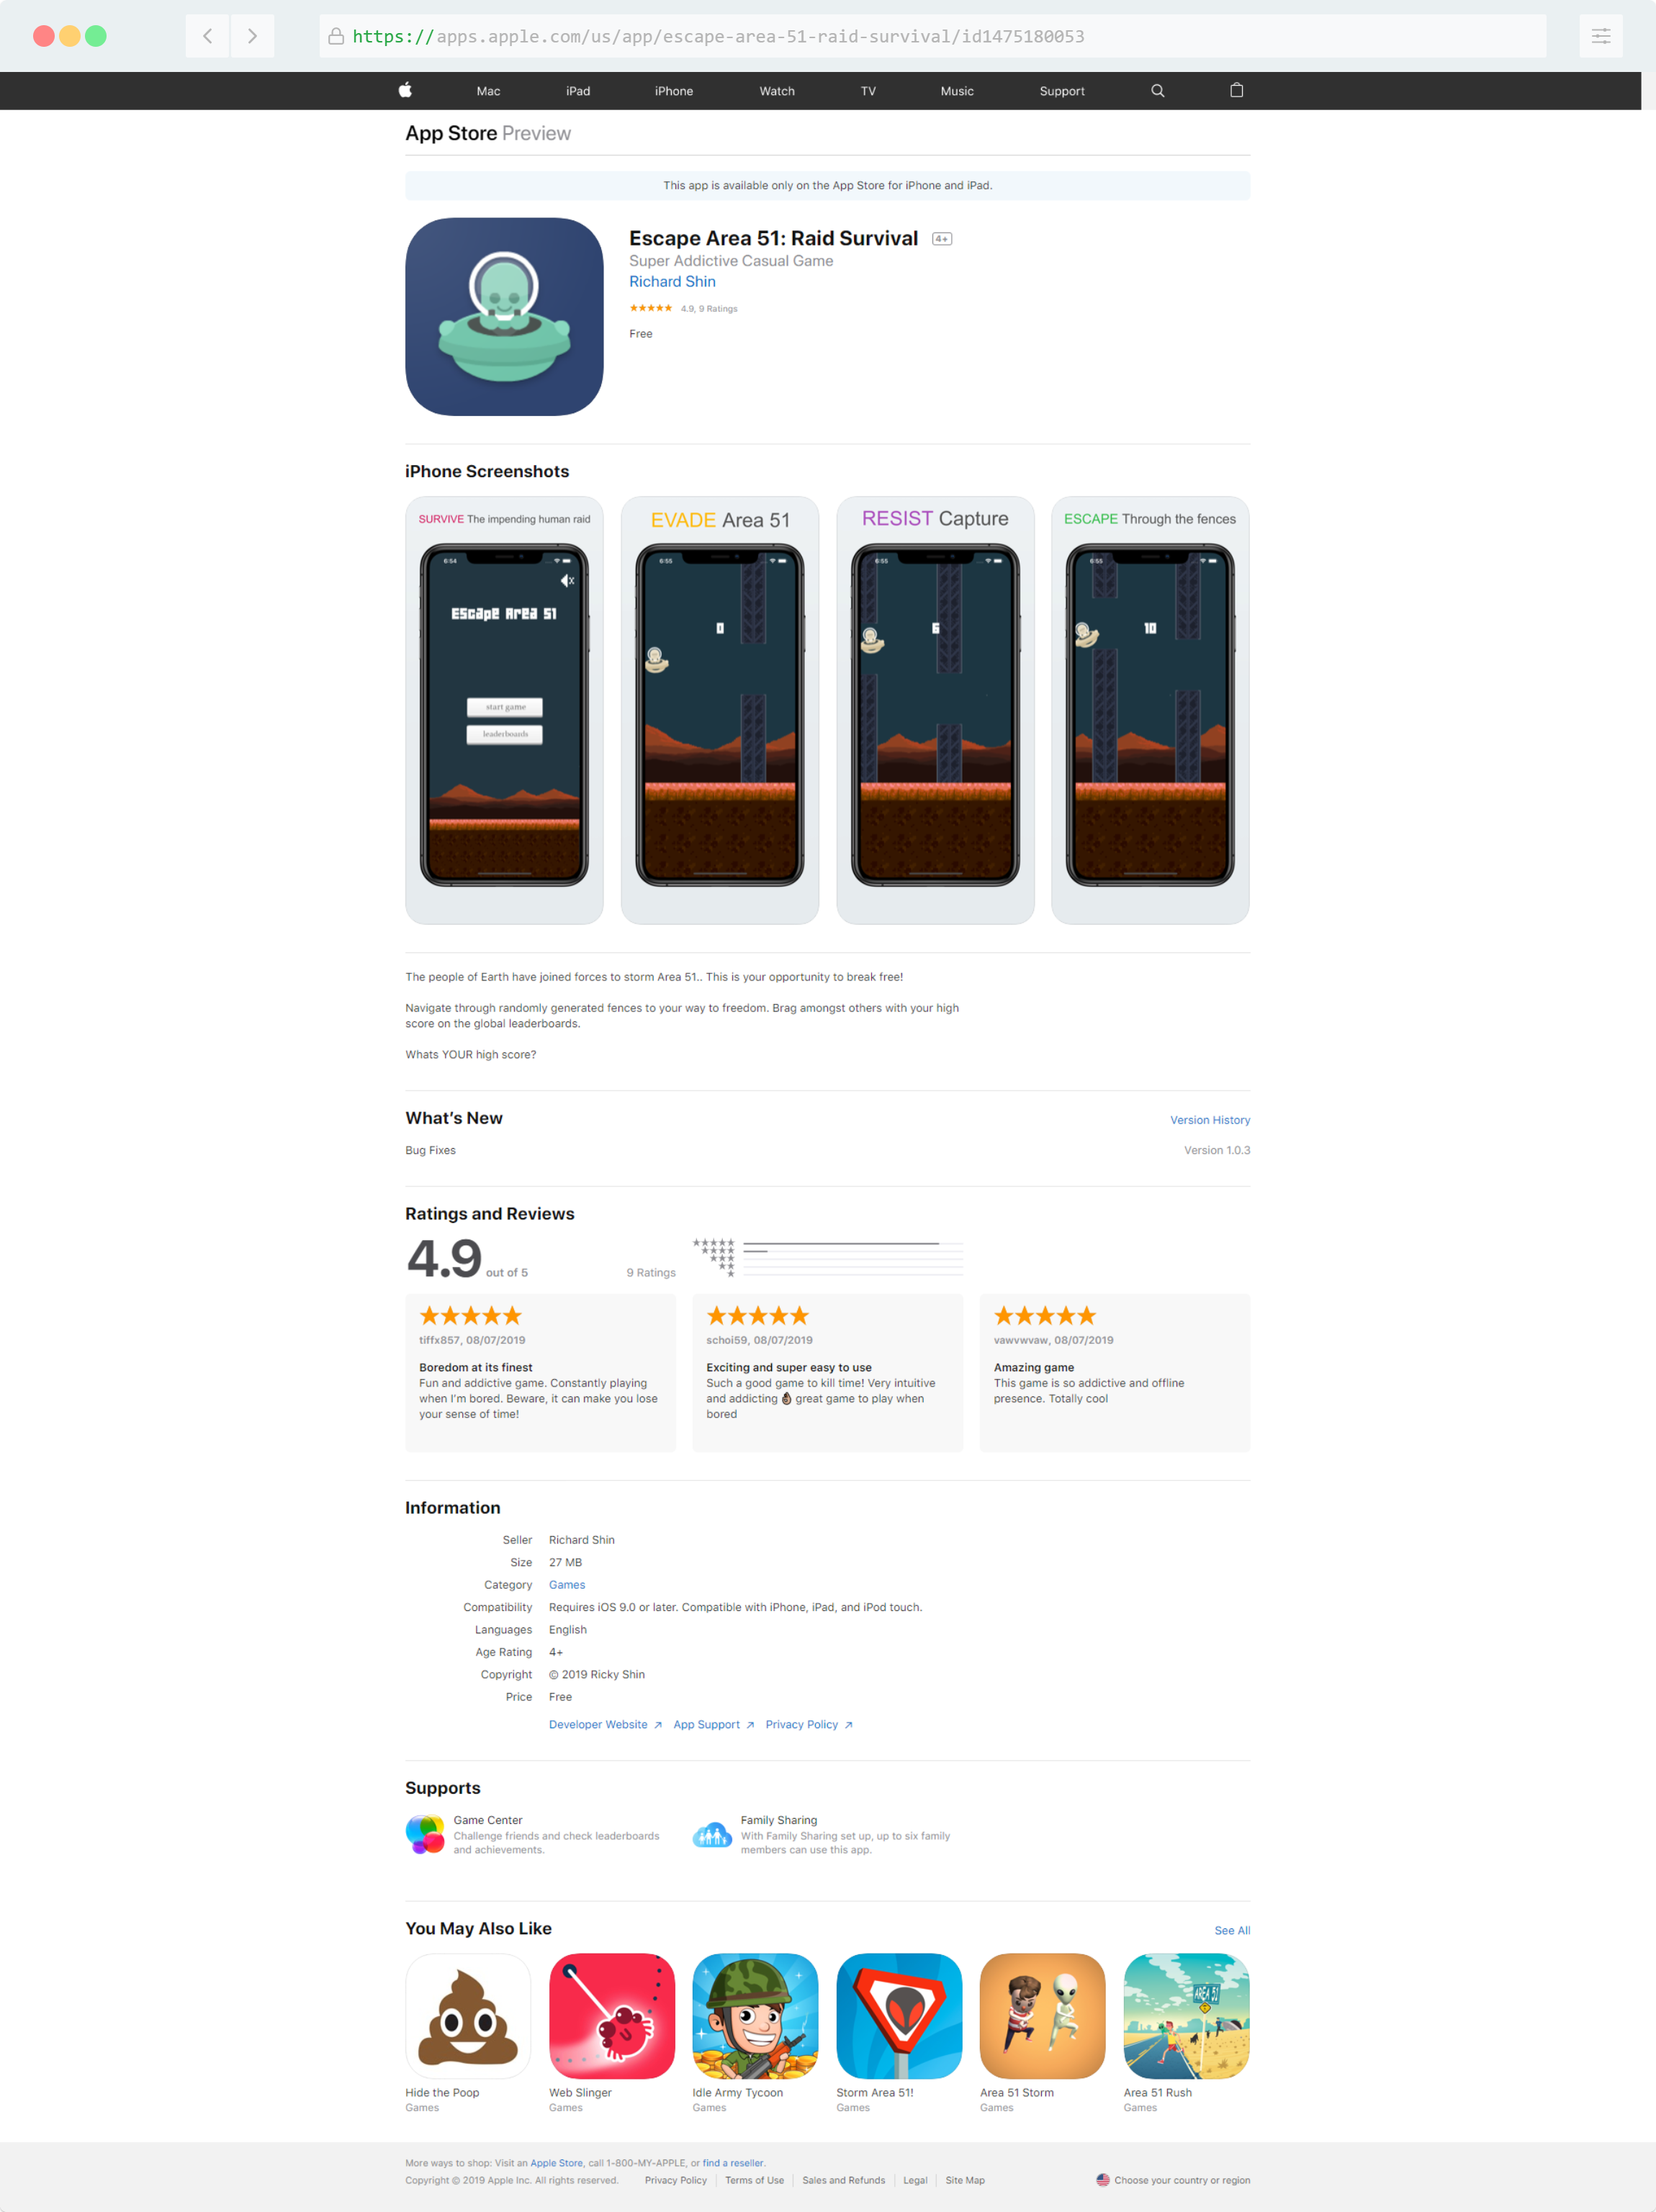 https://apps.apple.com/us/app/escape-area-51-raid-survival/id1475180053
Mac iPad iPhone Watch TV Music Support
App Store Preview
This app is available only on the App Store for iPhone and iPad.
Escape Area 51: Raid Survival 4+
Super Addictive Casual Game
Richard Shin
★★★★★ 4.9, 9 Ratings
Free
iPhone Screenshots
SURVIVE The impending human raid
6:54
Escape Area 51
start game
leaderboards
EVADE Area 51
6:55
0
RESIST Capture
6:55
6
ESCAPE Through the fences
6:55
10
The people of Earth have joined forces to storm Area 51.. This is your opportunity to break free!
Navigate through randomly generated fences to your way to freedom. Brag amongst others with your high
score on the global leaderboards.
Whats YOUR high score?
What's New
Version History
Bug Fixes
Version 1.0.3
Ratings and Reviews
4.9 out of 5
9 Ratings
★★★★★
tiffx857, 08/07/2019
Boredom at its finest
Fun and addictive game. Constantly playing
when I'm bored. Beware, it can make you lose
your sense of time!
★★★★★
schoi59, 08/07/2019
Exciting and super easy to use
Such a good game to kill time! Very intuitive
and addicting 👌🏿 great game to play when
bored
★★★★★
vawvwvaw, 08/07/2019
Amazing game
This game is so addictive and offline
presence. Totally cool
Information
Seller Richard Shin
Size 27 MB
Category Games
Compatibility Requires iOS 9.0 or later. Compatible with iPhone, iPad, and iPod touch.
Languages English
Age Rating 4+
Copyright © 2019 Ricky Shin
Price Free
Developer Website ↗ App Support ↗ Privacy Policy ↗
Supports
Game Center
Challenge friends and check leaderboards
and achievements.
Family Sharing
With Family Sharing set up, up to six family
members can use this app.
You May Also Like
See All
AREA 51
Hide the Poop
Games
Web Slinger
Games
Idle Army Tycoon
Games
Storm Area 51!
Games
Area 51 Storm
Games
Area 51 Rush
Games
More ways to shop: Visit an Apple Store, call 1-800-MY-APPLE, or find a reseller.
Copyright © 2019 Apple Inc. All rights reserved. Privacy Policy Terms of Use Sales and Refunds Legal Site Map Choose your country or region